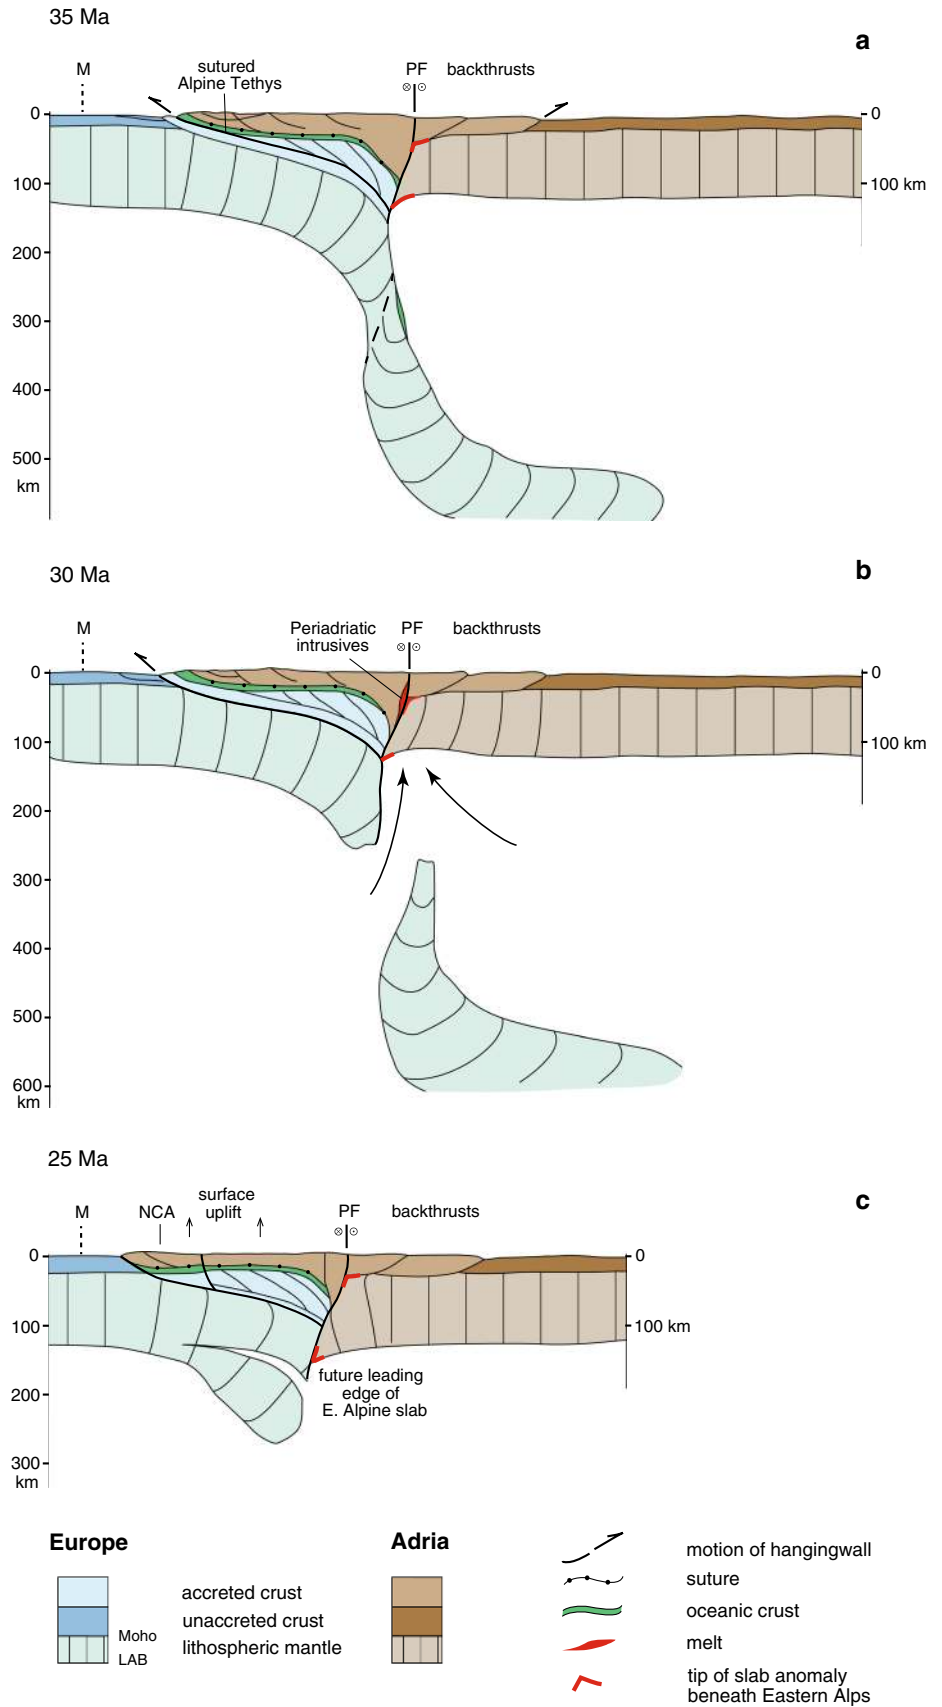 35 Ma
a
M
sutured
Alpine Tethys
PF
backthrusts
0
100
200
300
400
500
km
0
100 km
30 Ma
b
M
Periadriatic
intrusives
PF
backthrusts
0
100
200
300
400
500
600
km
0
100 km
25 Ma
c
M
NCA
surface
uplift
PF
backthrusts
0
100
200
300
km
0
100 km
future leading
edge of
E. Alpine slab
Europe
accreted crust
unaccreted crust
Moho
lithospheric mantle
LAB
Adria
motion of hangingwall
suture
oceanic crust
melt
tip of slab anomaly
beneath Eastern Alps